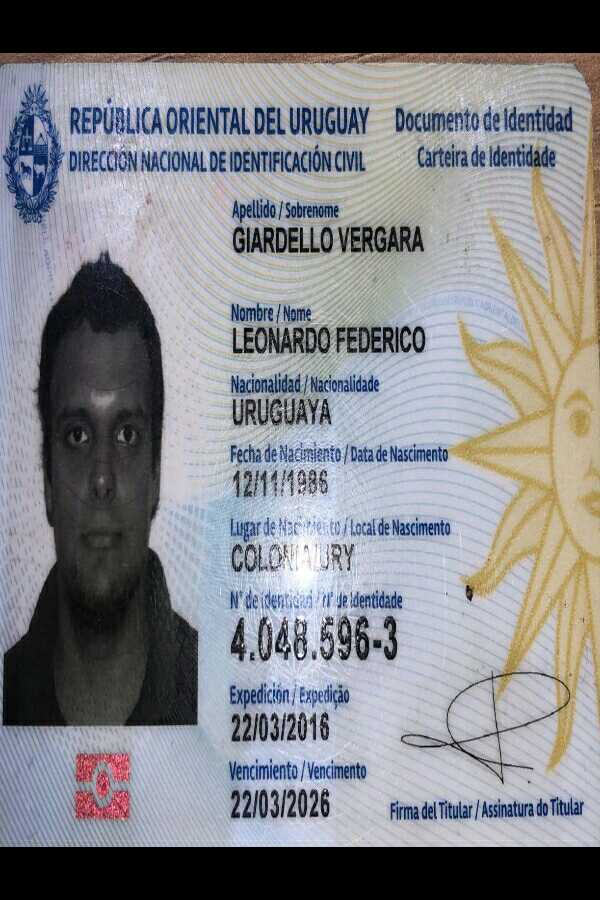 REPÚBLICA ORIENTAL DEL URUGUAY
DIRECCIÓN NACIONAL DE IDENTIFICACIÓN CIVIL
Documento de Identidad
Carteira de Identidade
Apellido / Sobrenome
GIARDELLO VERGARA
Nombre / Nome
LEONARDO FEDERICO
Nacionalidad / Nacionalidade
URUGUAYA
Fecha de Nacimiento / Data de Nascimento
12/11/1986
Lugar de Nacimiento / Local de Nascimento
COLONIA/URY
N° de Identidad / N° de Identidade
4.048.596-3
Expedición / Expedição
22/03/2016
Vencimiento / Vencimento
22/03/2026
Firma del Titular / Assinatura do Titular